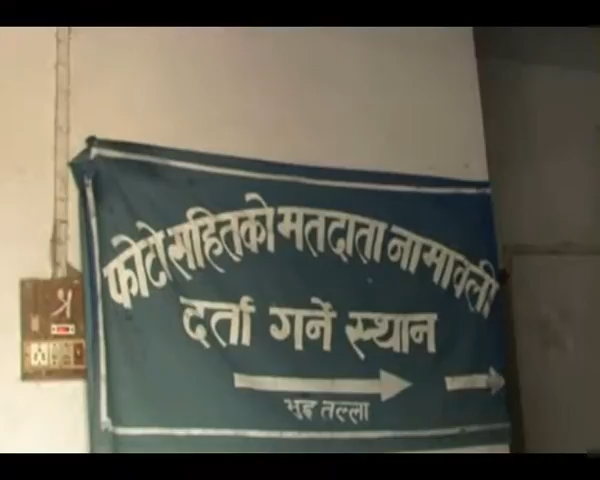 फोटो सहितको मतदाता नामावली
दर्ता गर्ने स्थान
भुइ तल्ला
प्र